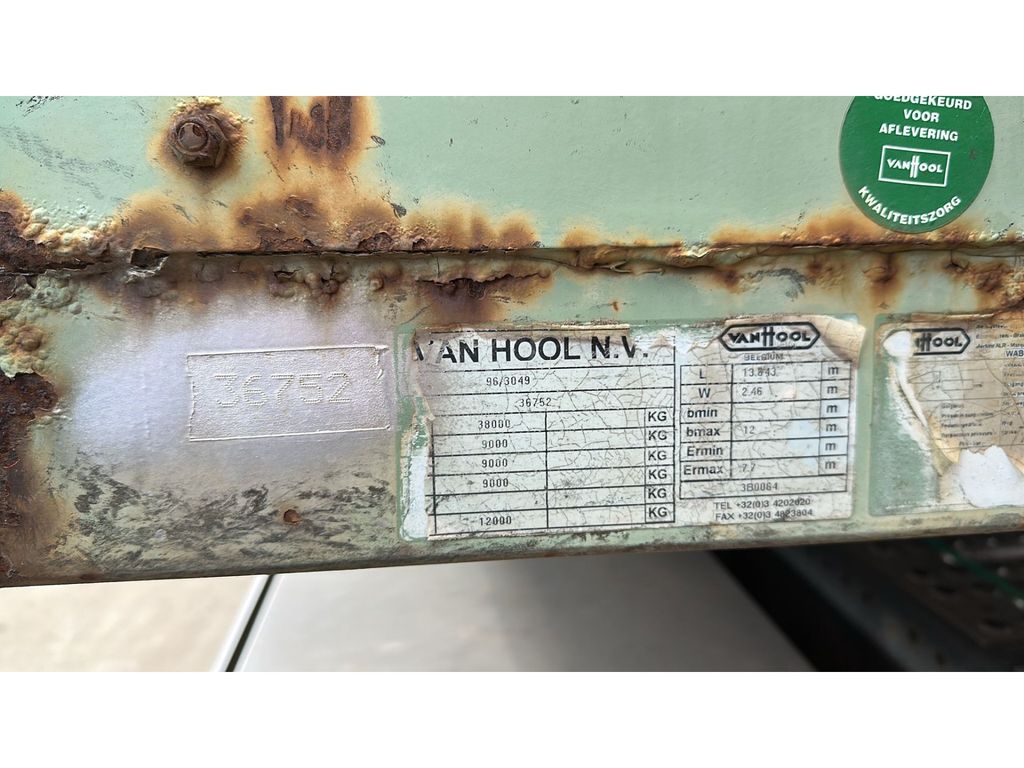 GOEDGEKEURD
VOOR
AFLEVERING
VANHOOL
KWALITEITSZORG
36752
VAN HOOL N.V.
96/3049
36752
38000 KG
9000 KG
9000 KG
9000 KG
KG
12000 KG
VANHOOL
BELGIUM
L 13.843 m
W 2.46 m
bmin m
bmax 12 m
Ermin m
Ermax 7.7 m
3B0064
TEL +32(0)3 4202020
FAX +32(0)3 4823804
HOOL